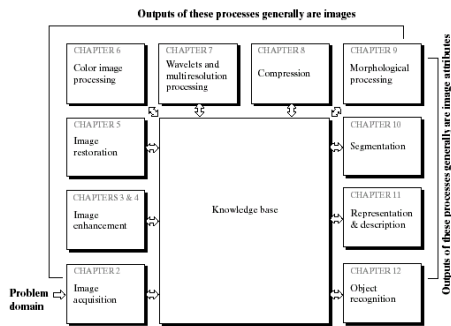 Outputs of these processes generally are images
CHAPTER 6
Color image
processing
CHAPTER 7
Wavelets and
multiresolution
processing
CHAPTER 8
Compression
CHAPTER 9
Morphological
processing
CHAPTER 5
Image
restoration
CHAPTERS 3 & 4
Image
enhancement
CHAPTER 2
Image
acquisition
Problem
domain
Knowledge base
CHAPTER 10
Segmentation
CHAPTER 11
Representation
& description
CHAPTER 12
Object
recognition
Outputs of these processes generally are image attributes